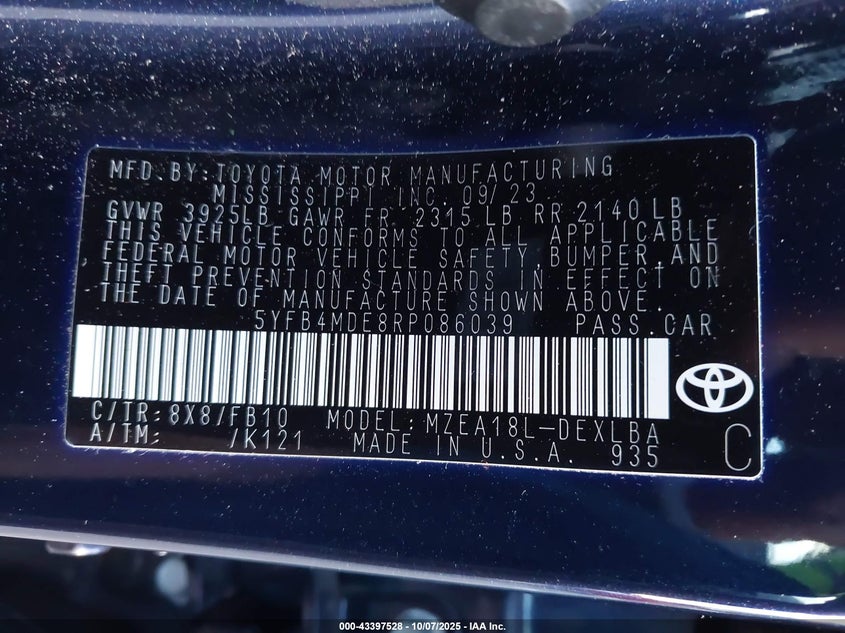 MFD. BY: TOYOTA MOTOR MANUFACTURING
MISSISSIPPI INC. 09/23
GVWR 3925LB GAWR FR 2315 LB RR 2140 LB
THIS VEHICLE CONFORMS TO ALL APPLICABLE
FEDERAL MOTOR VEHICLE SAFETY, BUMPER, AND
THEFT PREVENTION STANDARDS IN EFFECT ON
THE DATE OF MANUFACTURE SHOWN ABOVE.
5YFB4MDE8RP086039 PASS.CAR
C/TR: 8X8/FB10 MODEL: MZEA18L-DEXLBA
A/TM: /K121 MADE IN U.S.A. 935
C
000-43397528 - 10/07/2025 - IAA Inc.